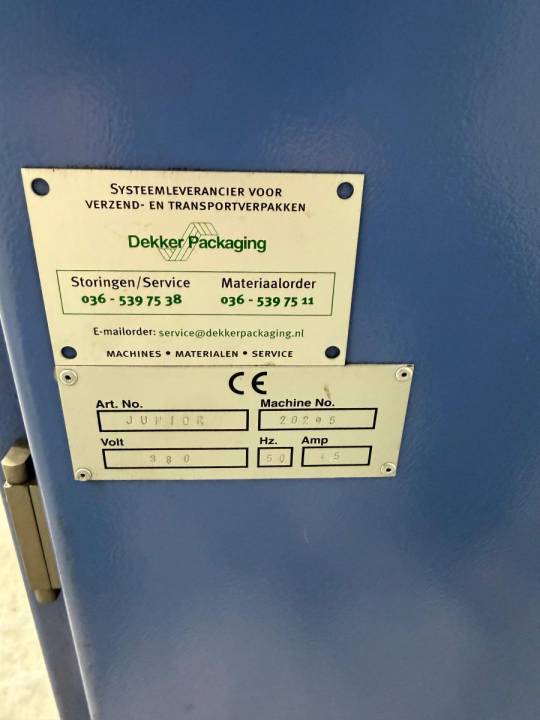 SYSTEEMLEVERANCIER VOOR
VERZEND- EN TRANSPORTVERPAKKEN
Dekker Packaging
Storingen/Service Materiaalorder
036 - 539 75 38 036 - 539 75 11
E-mailorder: service@dekkerpackaging.nl
MACHINES • MATERIALEN • SERVICE
CE
Art. No. Machine No.
JUNIOR
Volt Hz. Amp
380 50